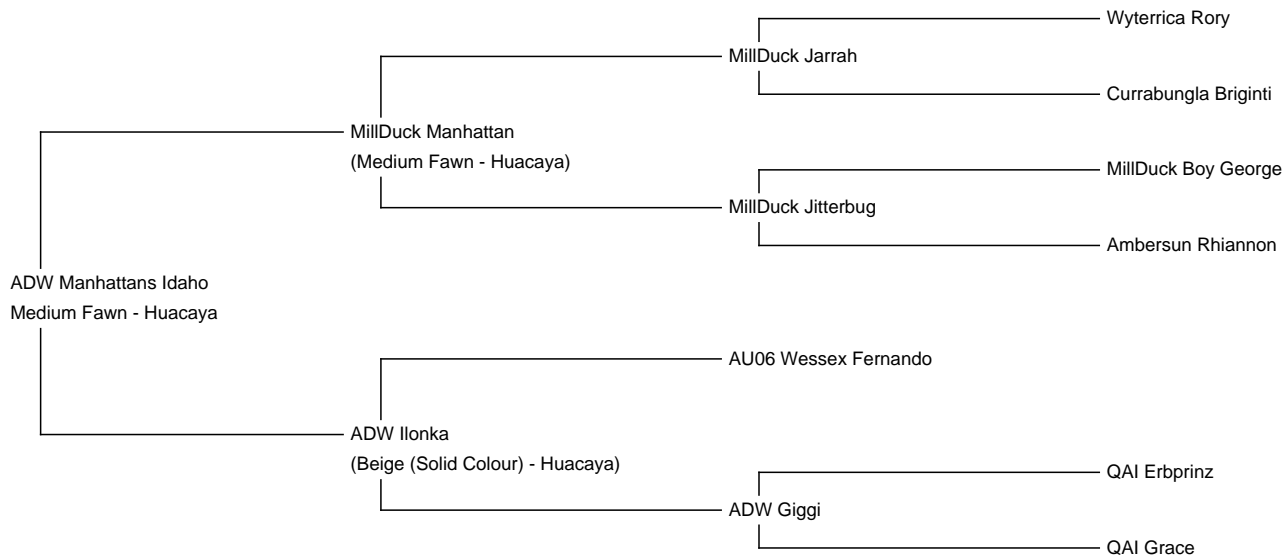 Wyterrica Rory
MillDuck Jarrah
Currabungla Briginti
MillDuck Manhattan
(Medium Fawn - Huacaya)
MillDuck Boy George
MillDuck Jitterbug
Ambersun Rhiannon
ADW Manhattans Idaho
Medium Fawn - Huacaya
AU06 Wessex Fernando
ADW Ilonka
(Beige (Solid Colour) - Huacaya)
QAI Erbprinz
ADW Giggi
QAI Grace